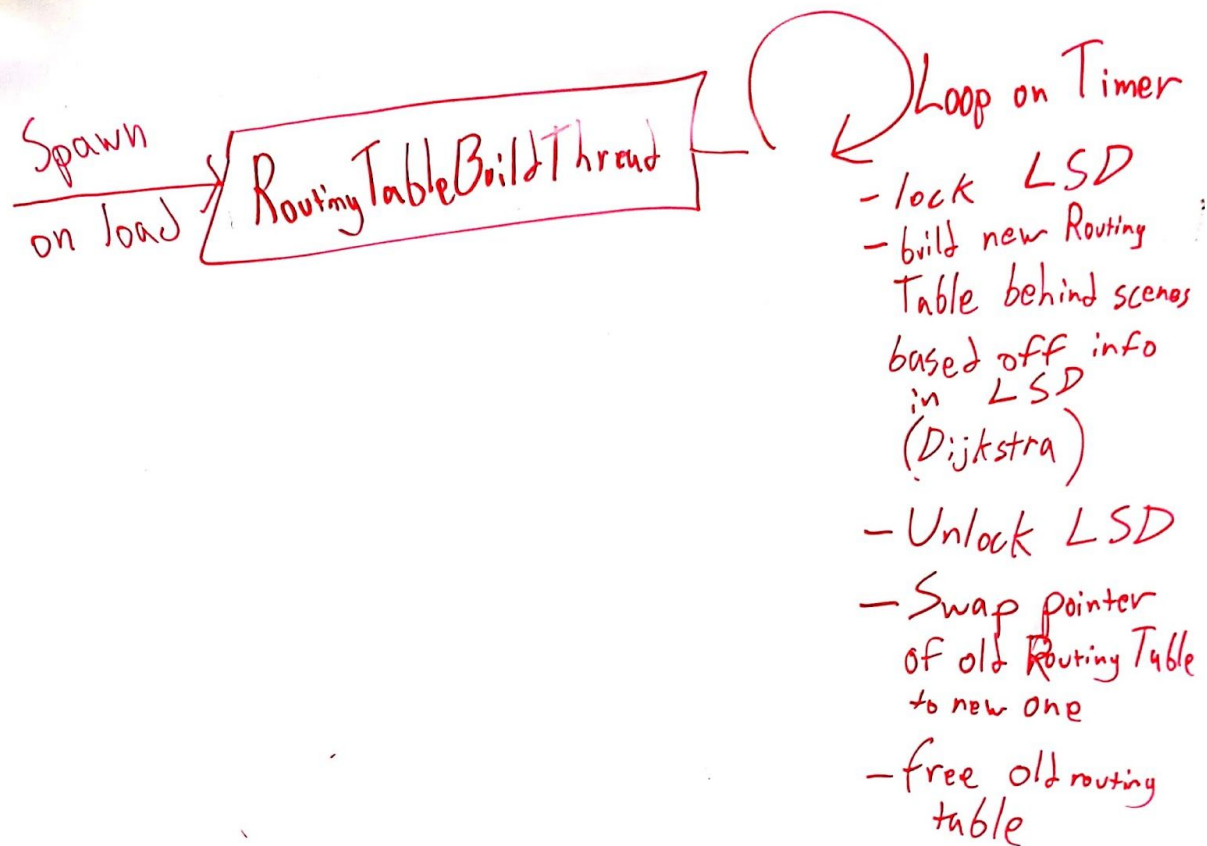 Spawn
on load
RoutingTableBuildThread
Loop on Timer
- lock LSD
- build new Routing
Table behind scenes
based off info
in LSD
(Dijkstra)
- Unlock LSD
- Swap pointer
of old Routing Table
to new one
- free old routing
table